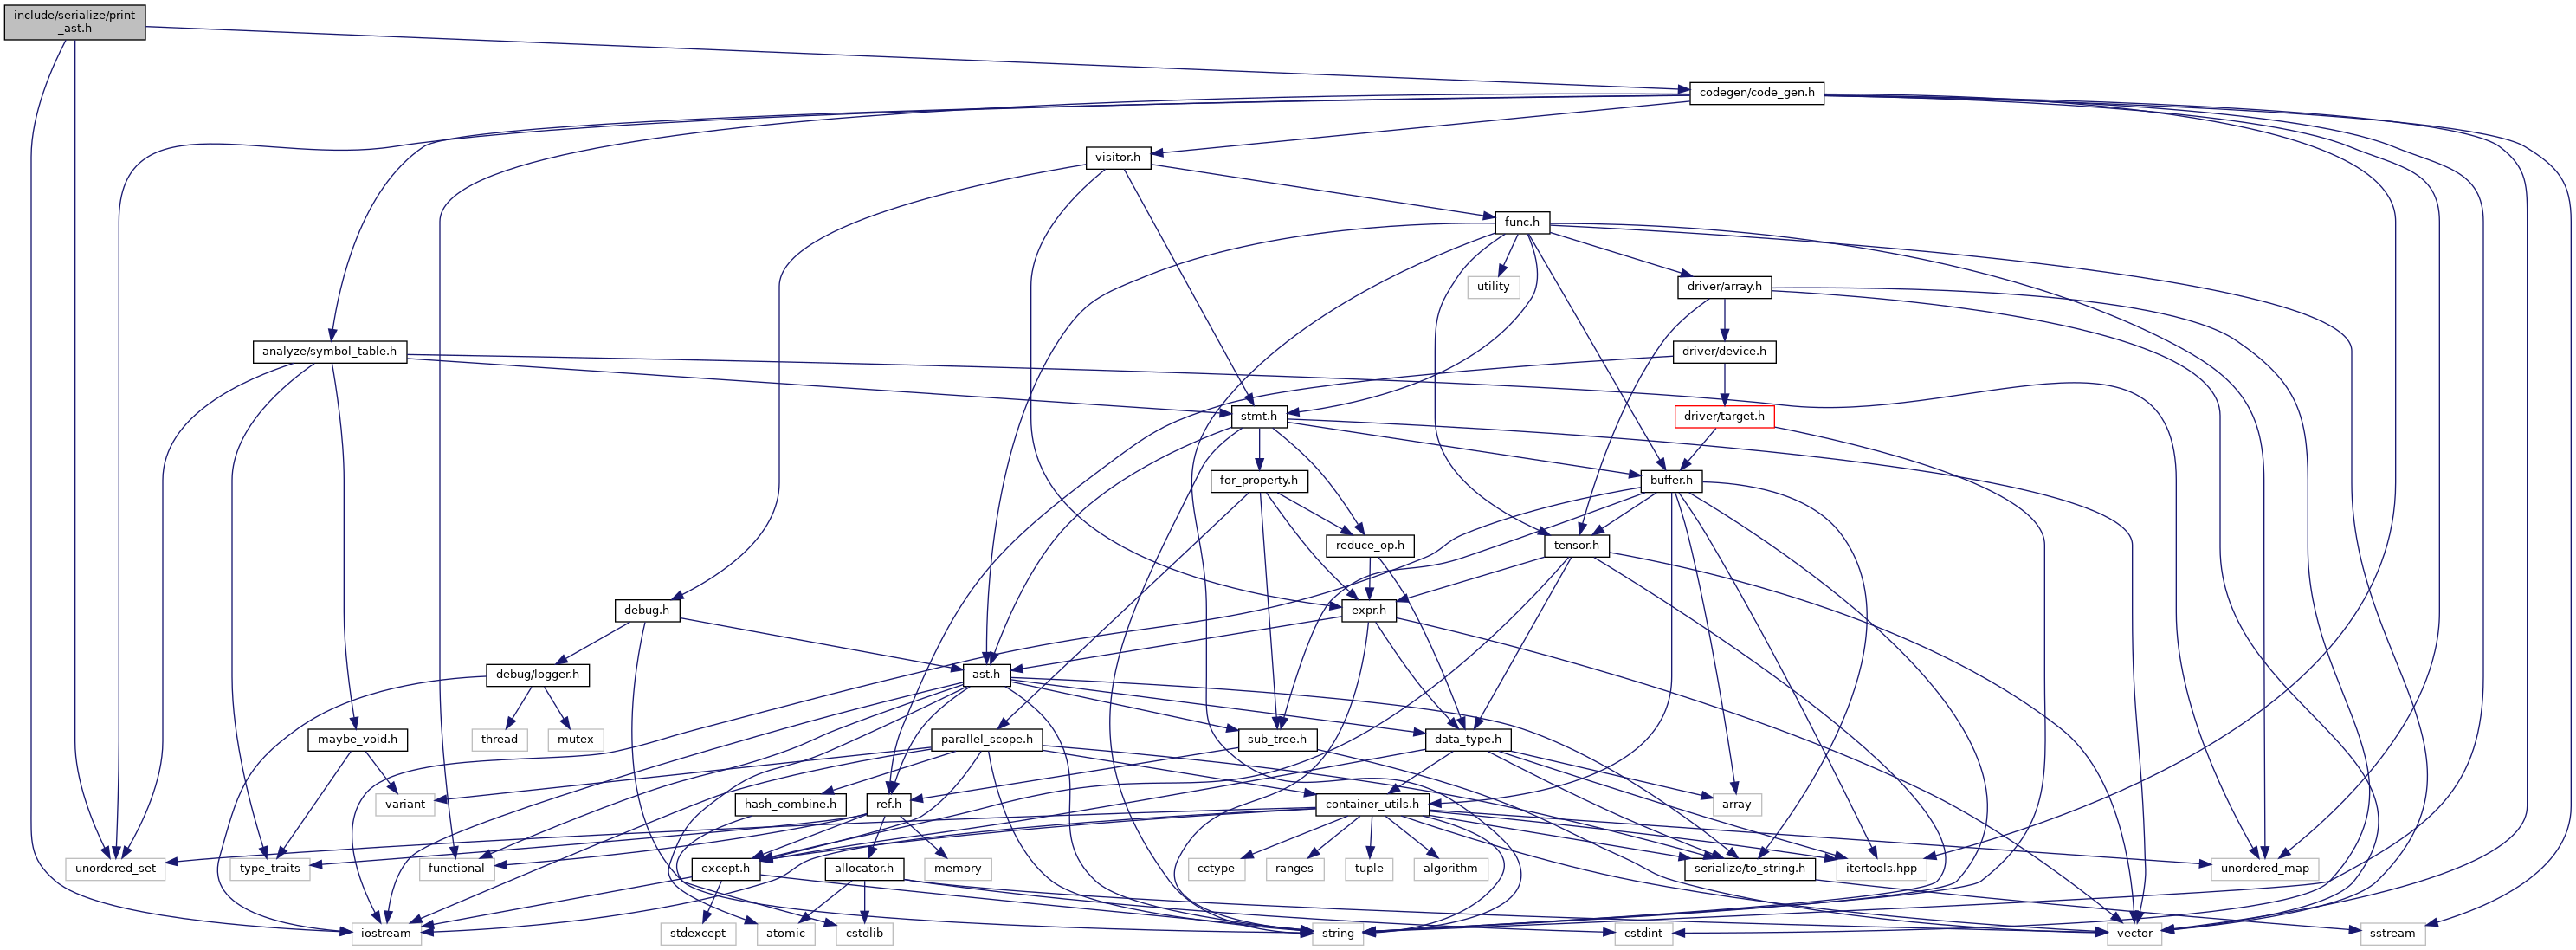 include/serialize/print
_ast.h
codegen/code_gen.h
visitor.h
func.h
utility
driver/array.h
analyze/symbol_table.h
driver/device.h
stmt.h
driver/target.h
for_property.h
buffer.h
reduce_op.h
tensor.h
debug.h
expr.h
debug/logger.h
ast.h
thread
mutex
maybe_void.h
parallel_scope.h
sub_tree.h
data_type.h
variant
hash_combine.h
ref.h
container_utils.h
array
unordered_set
type_traits
functional
except.h
allocator.h
memory
cctype
ranges
tuple
algorithm
serialize/to_string.h
itertools.hpp
unordered_map
iostream
stdexcept
atomic
cstdlib
string
cstdint
vector
sstream